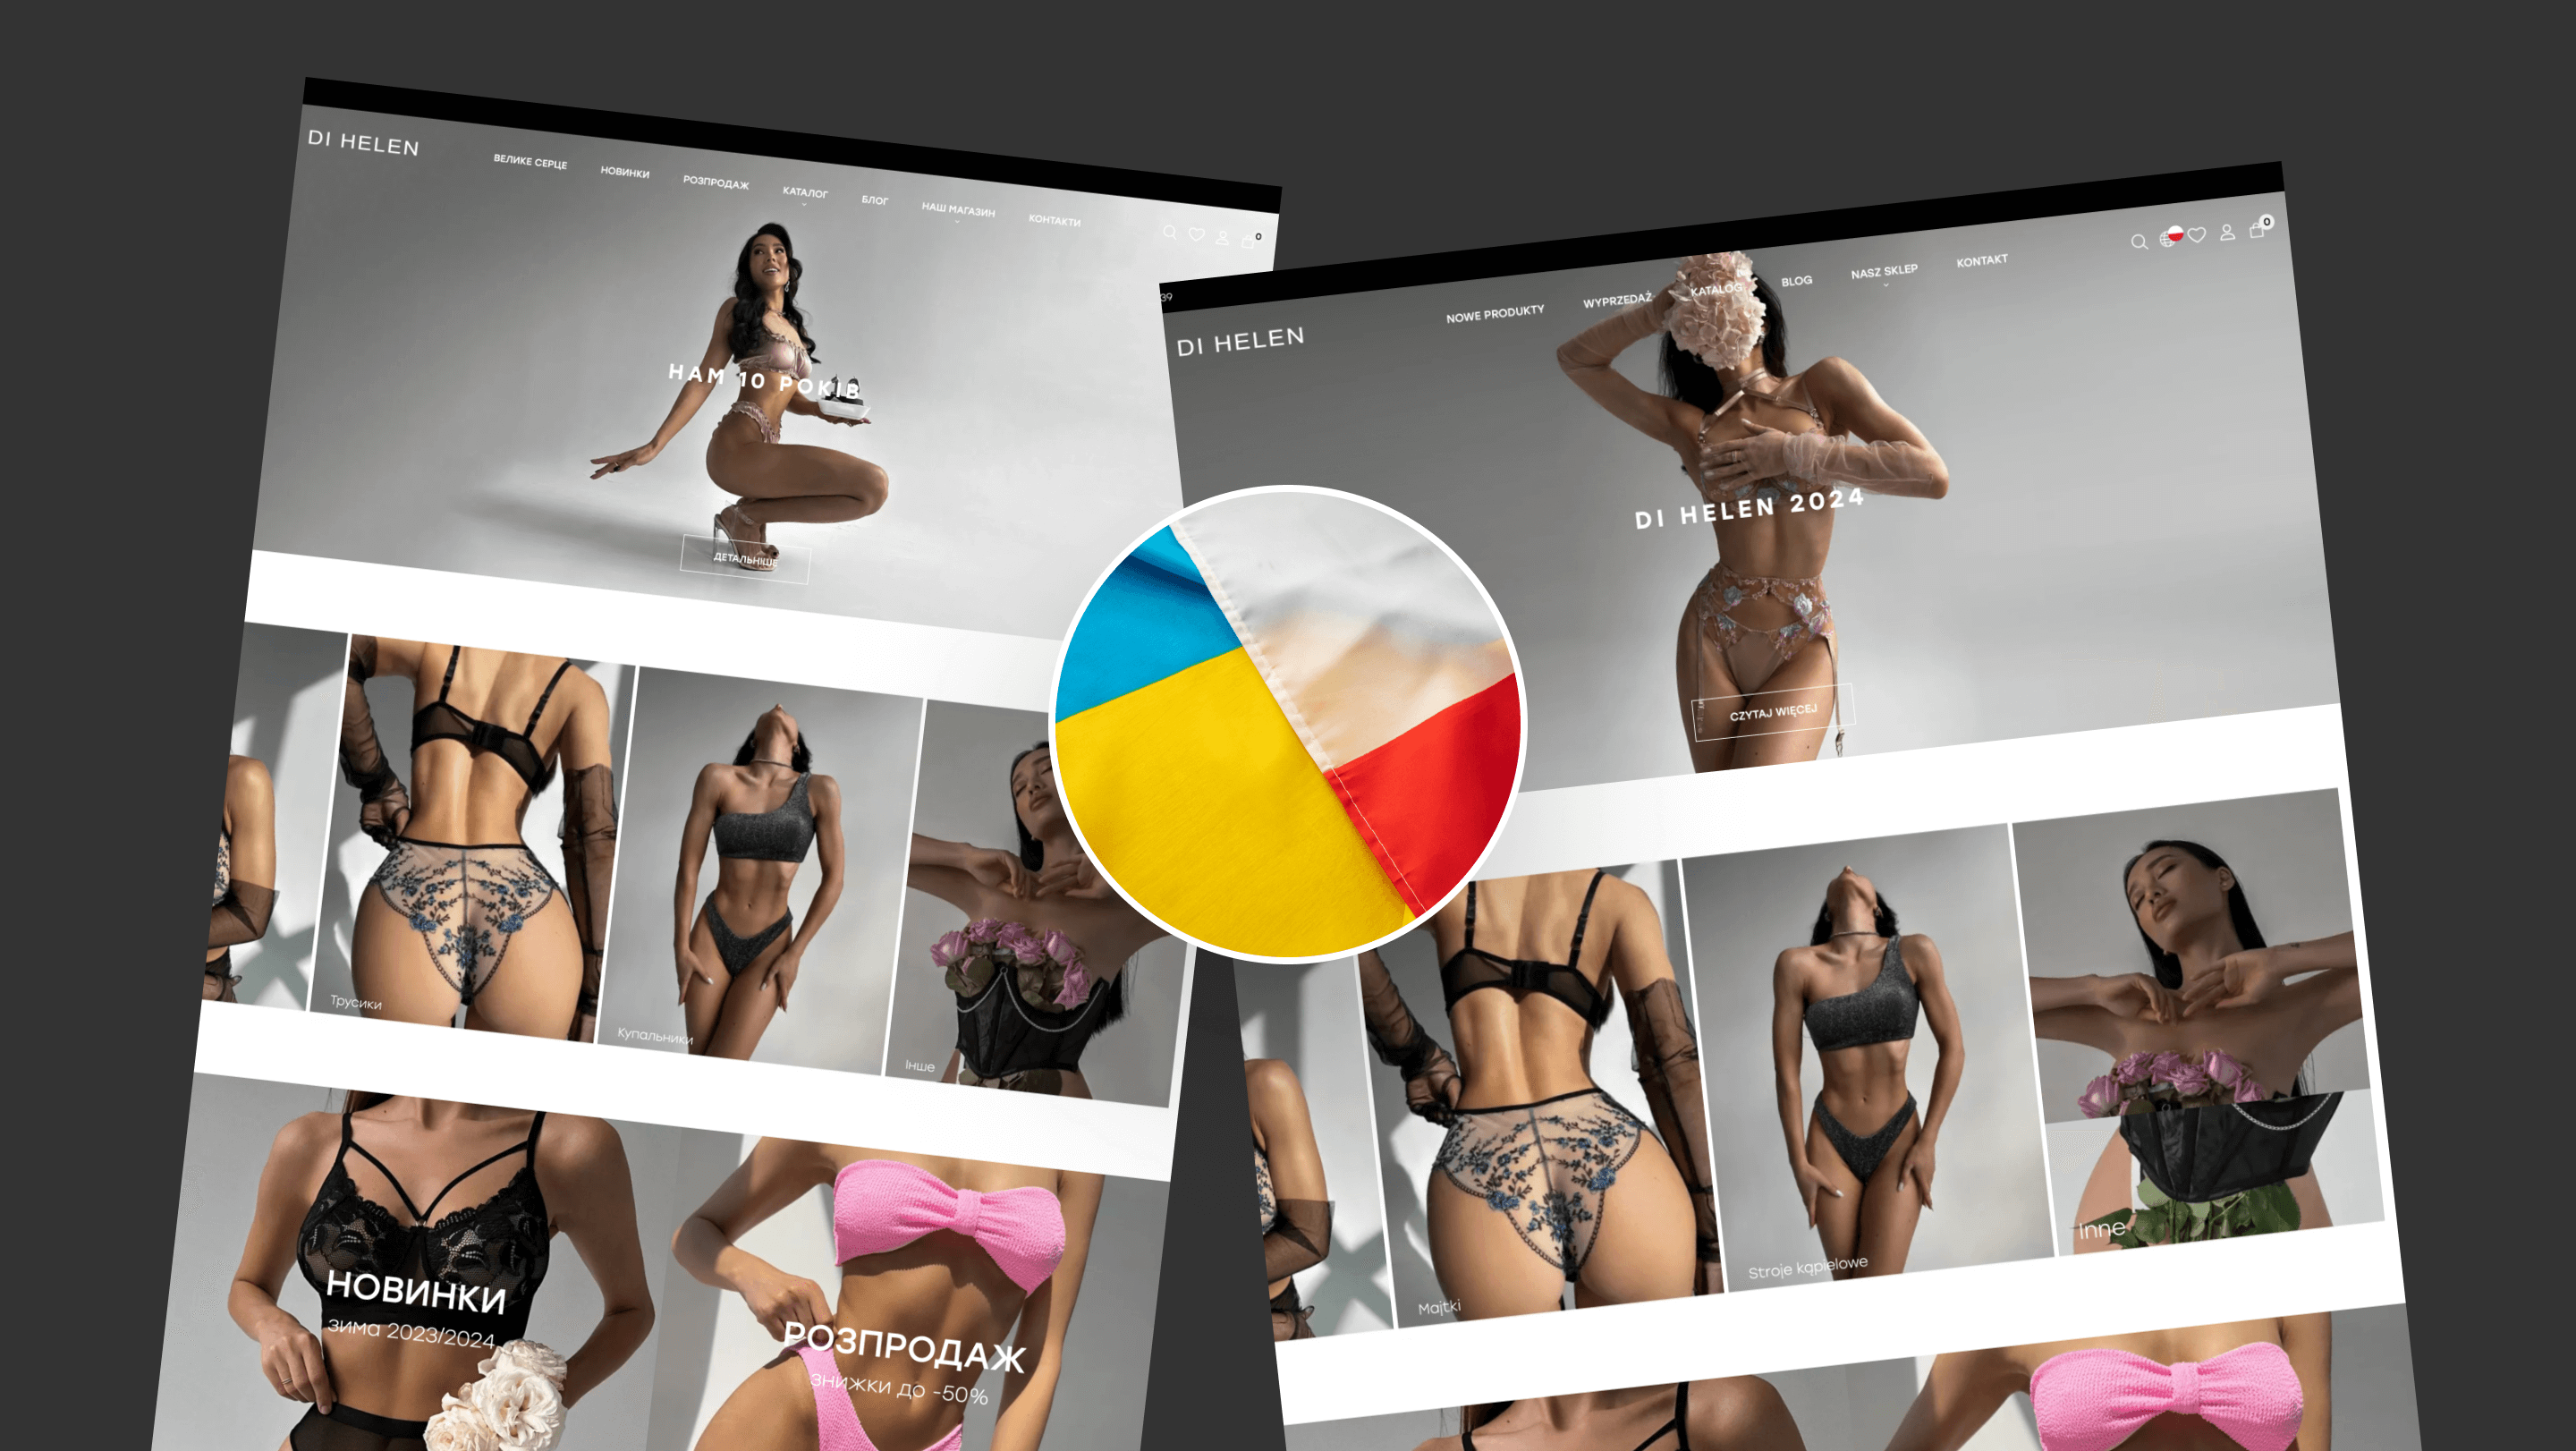 DI HELEN
ВЕЛИКЕ СЕРЦЕ
НОВИНКИ
РОЗПРОДАЖ
КАТАЛОГ
БЛОГ
НАШ МАГАЗИН
КОНТАКТИ
0
НАМ 10 РОКІВ
ДЕТАЛЬНІШЕ
Трусики
Купальники
Інше
НОВИНКИ
зима 2023/2024
РОЗПРОДАЖ
знижки до -50%
39
DI HELEN
NOWE PRODUKTY
WYPRZEDAŻ
KATALOG
BLOG
NASZ SKLEP
KONTAKT
0
DI HELEN 2024
CZYTAJ WIĘCEJ
Majtki
Stroje kąpielowe
Inne